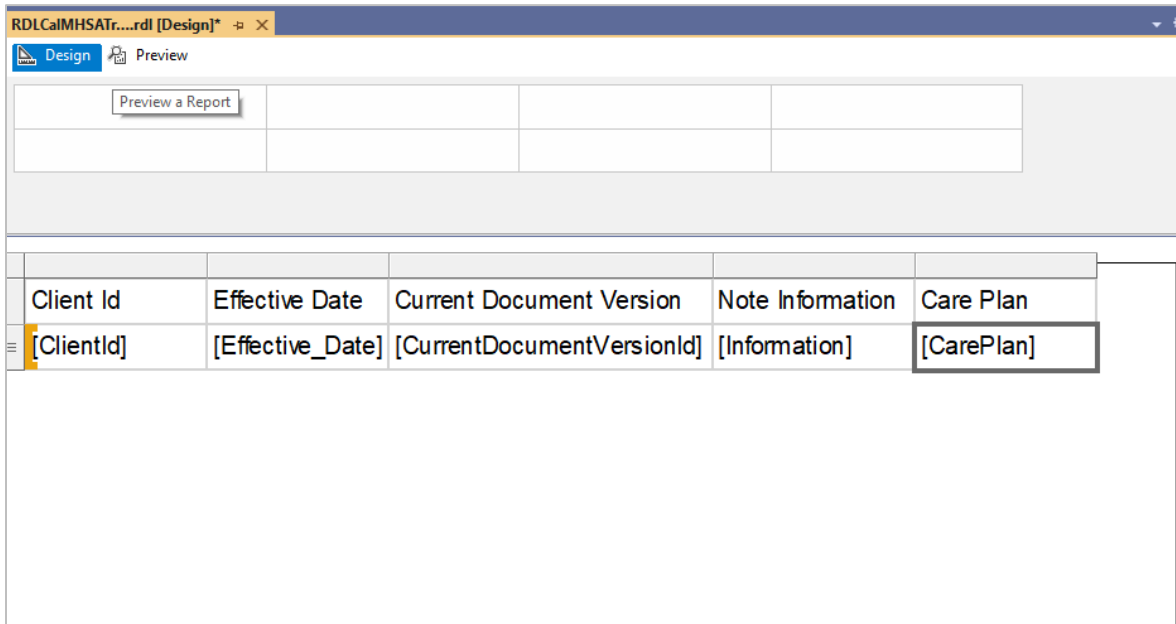 RDLCalMHSATr....rdl [Design]*
Design Preview
Preview a Report
Client Id Effective Date Current Document Version Note Information Care Plan
[ClientId] [Effective_Date] [CurrentDocumentVersionId] [Information] [CarePlan]